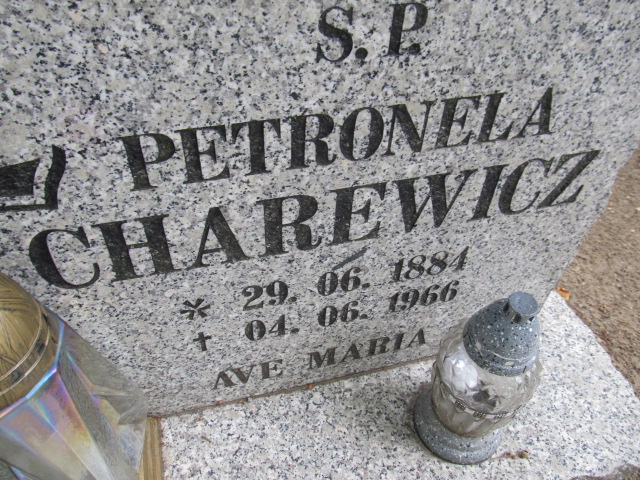 S. P.
PETRONELA
CHAREWICZ
* 29. 06. 1884
+ 04. 06. 1966
AVE MARIA